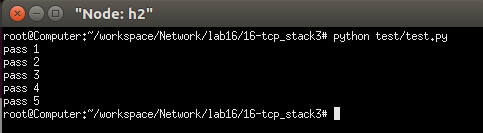 "Node: h2"
root@Computer:~/workspace/Network/lab16/16-tcp_stack3# python test/test.py
pass 1
pass 2
pass 3
pass 4
pass 5
root@Computer:~/workspace/Network/lab16/16-tcp_stack3#